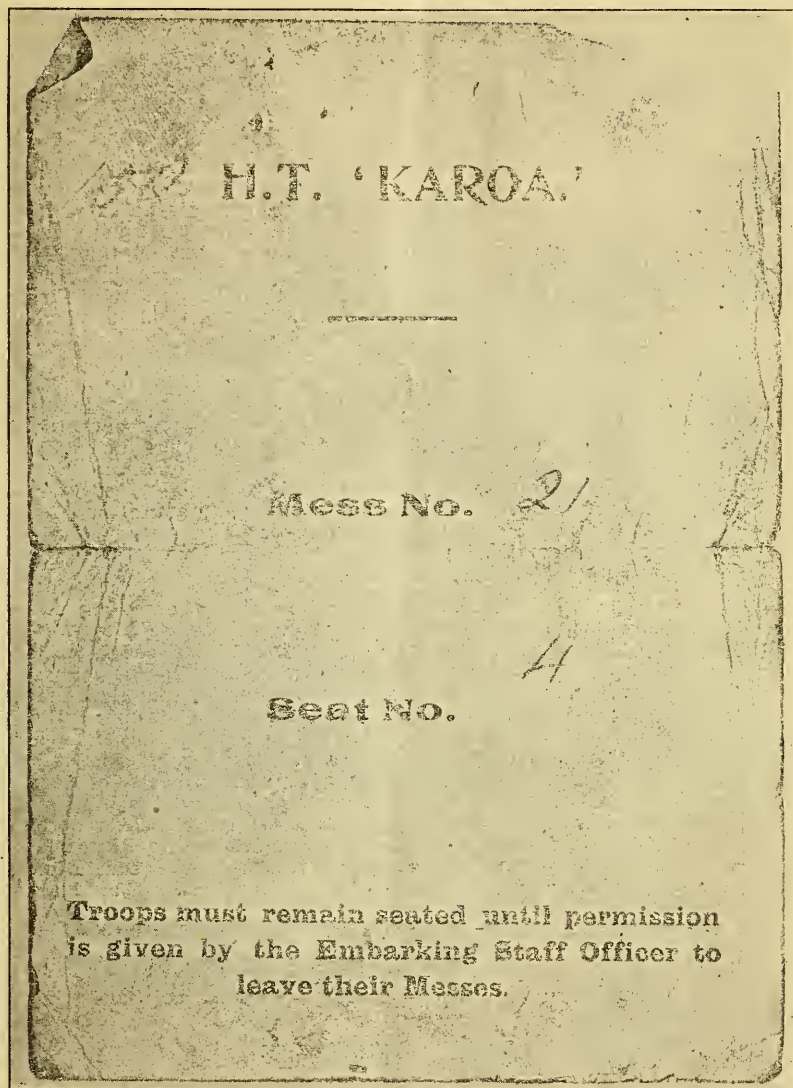 H.T. ‘KAROA.’
Mess No. 21
Seat No. 4
Troops must remain seated until permission
is given by the Embarking Staff Officer to
leave their Messes.